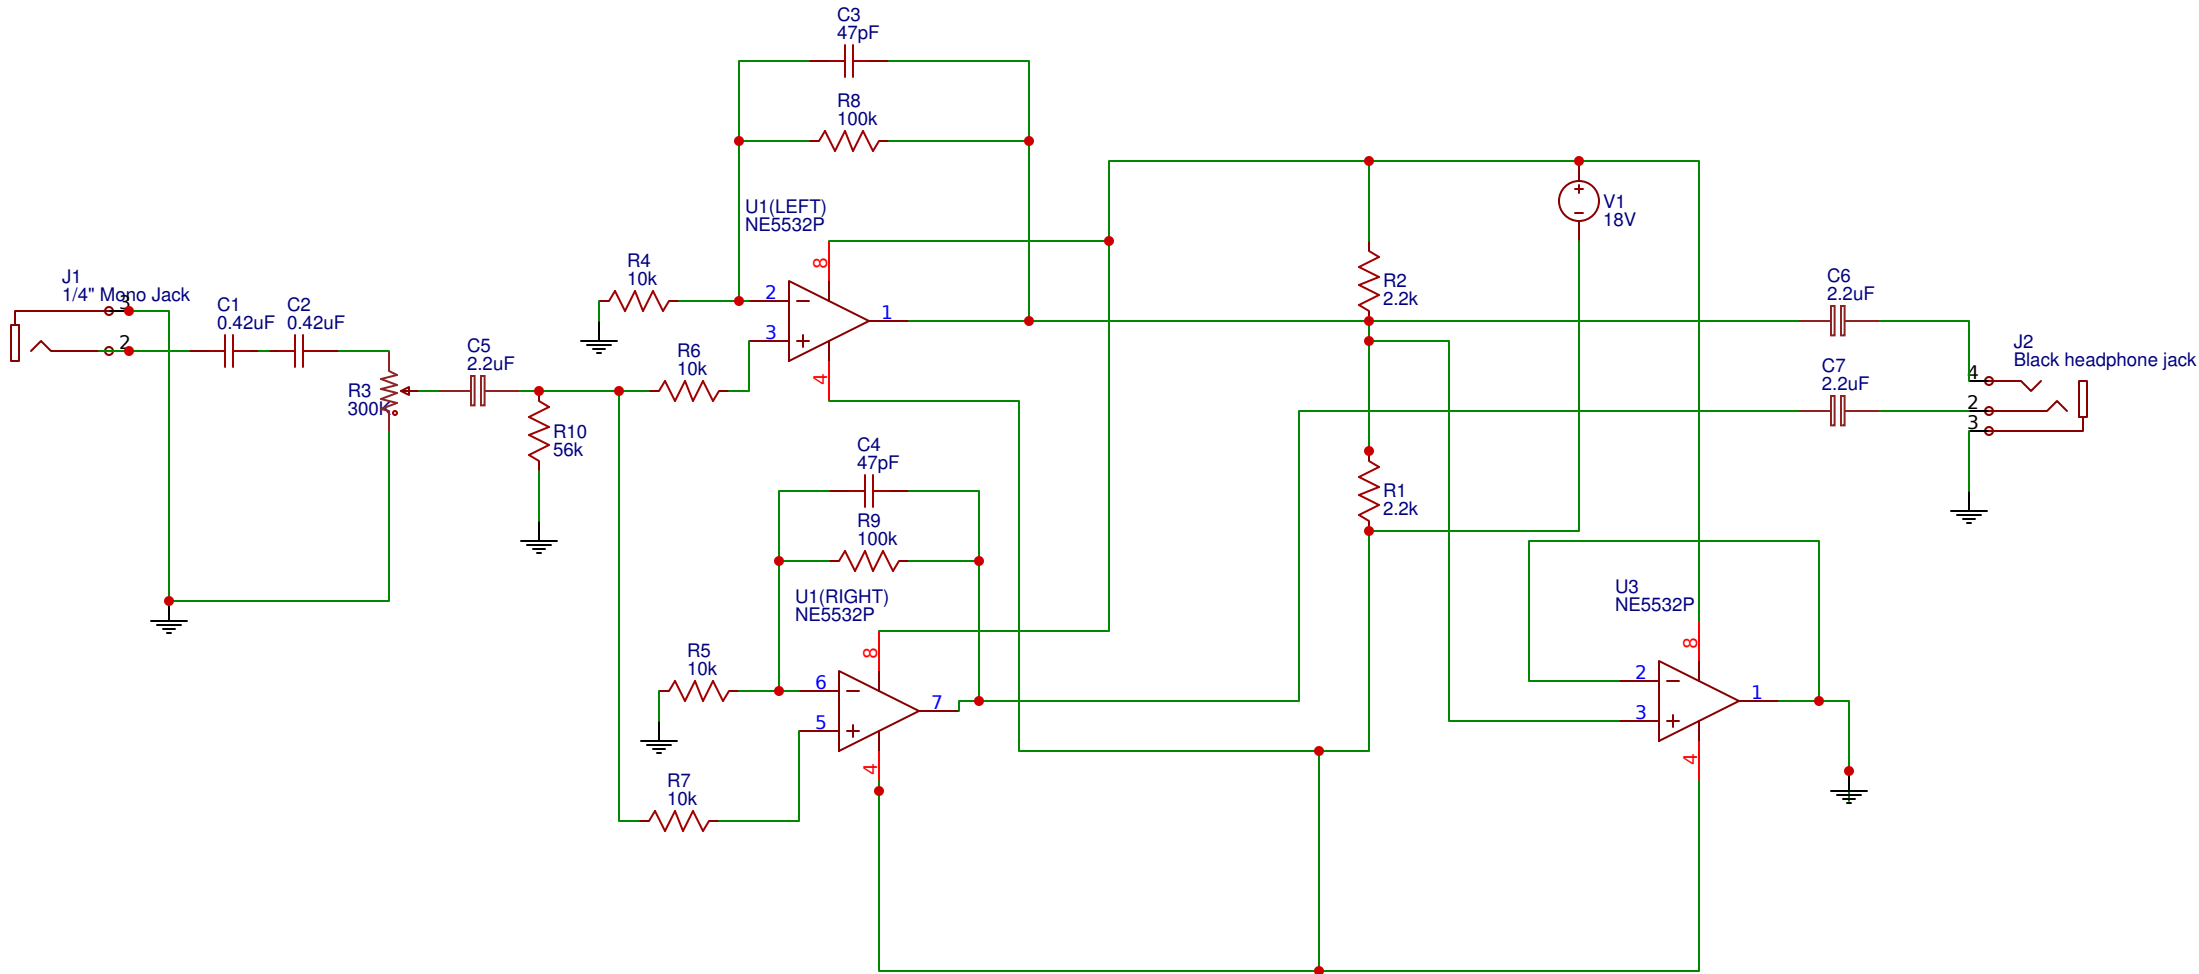 C3
47pF
R8
100k
U1(LEFT)
NE5532P
8
V1
18V
R4
10k
2
1
3
4
R2
2.2k
J1
1/4" Mono Jack
3
2
C1
0.42uF
C2
0.42uF
R3
300K
C5
2.2uF
R6
10k
R10
56k
C6
2.2uF
C7
2.2uF
J2
Black headphone jack
4
2
3
C4
47pF
R9
100k
R1
2.2k
U1(RIGHT)
NE5532P
8
R5
10k
6
7
5
4
R7
10k
U3
NE5532P
8
2
1
3
4